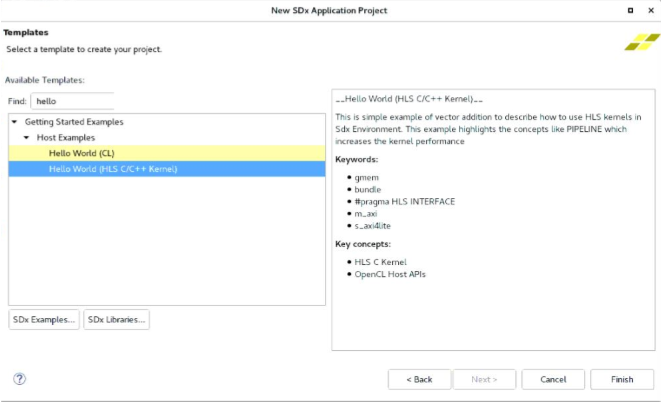 New SDx Application Project
Templates
Select a template to create your project.
Available Templates:
Find: hello
Getting Started Examples
Host Examples
Hello World (CL)
Hello World (HLS C/C++ Kernel)
SDx Examples...
SDx Libraries...
__Hello World (HLS C/C++ Kernel)__
This is simple example of vector addition to describe how to use HLS kernels in
Sdx Environment. This example highlights the concepts like PIPELINE which
increases the kernel performance
Keywords:
• gmem
• bundle
• #pragma HLS INTERFACE
• m_axi
• s_axi4lite
Key concepts:
• HLS C Kernel
• OpenCL Host APIs
?
< Back
Next >
Cancel
Finish